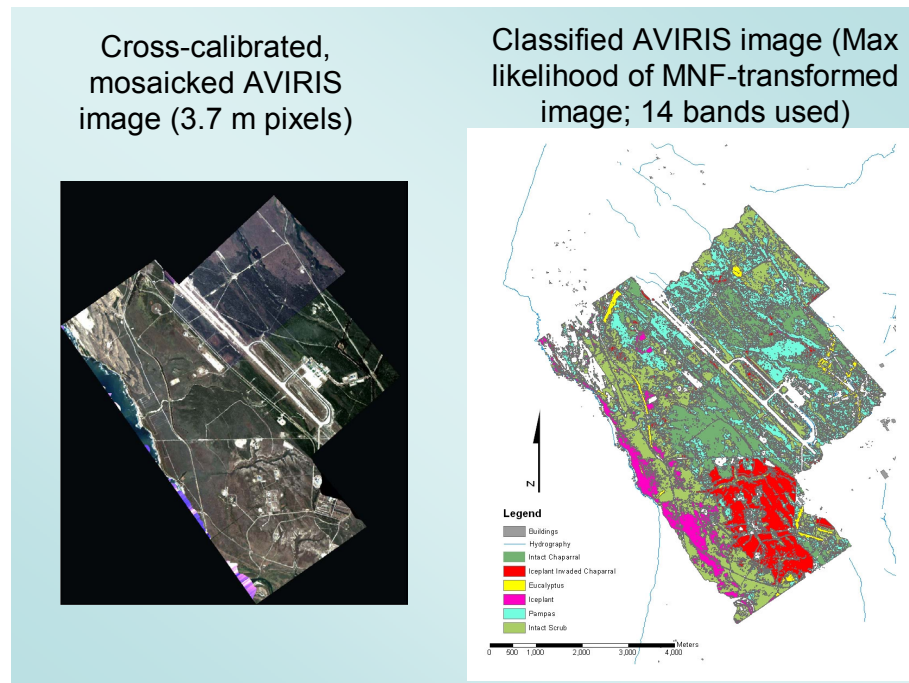 Cross-calibrated,
mosaicked AVIRIS
image (3.7 m pixels)
Classified AVIRIS image (Max
likelihood of MNF-transformed
image; 14 bands used)
N
Legend
Buildings
Hydrography
Intact Chaparral
Iceplant Invaded Chaparral
Eucalyptus
Iceplant
Pampas
Intact Scrub
Meters
0 500 1,000 2,000 3,000 4,000